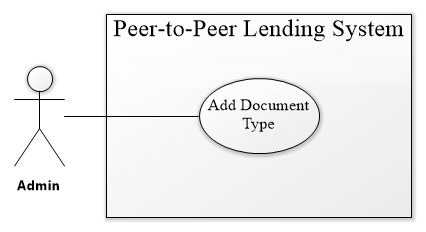 Peer-to-Peer Lending System
Add Document
Type
Admin